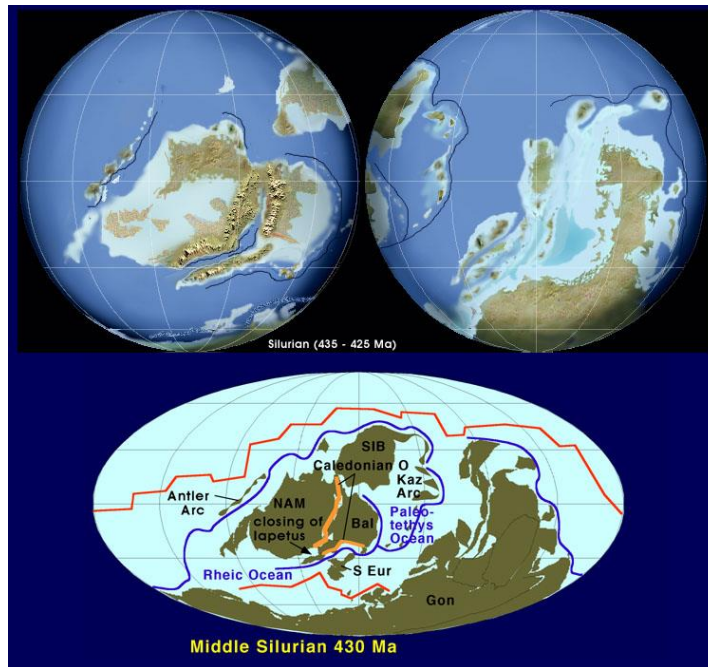 Silurian (435 - 425 Ma)
SIB
Caledonian O
Kaz
Arc
Antler
Arc
NAM
closing of
Iapetus
Bal
Paleo-
tethys
Ocean
Rheic Ocean
S Eur
Gon
Middle Silurian 430 Ma